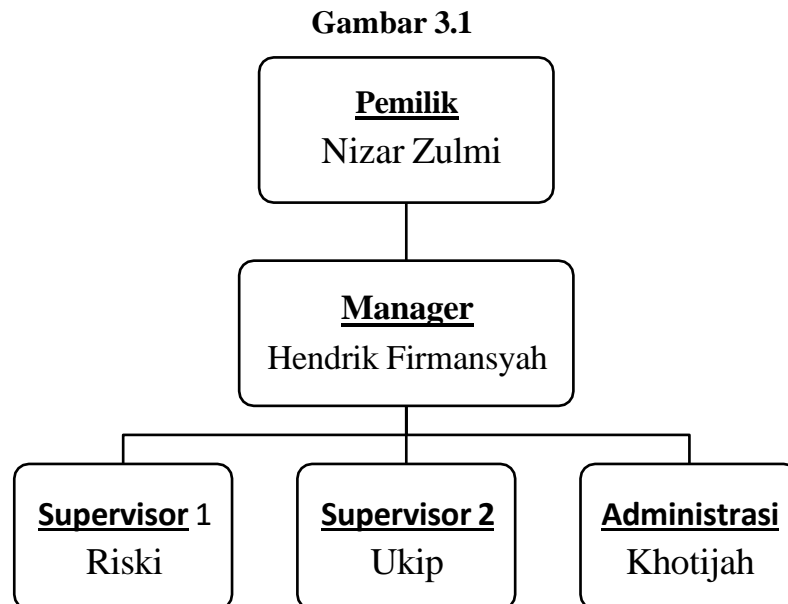 Gambar 3.1
Pemilik
Nizar Zulmi
Manager
Hendrik Firmansyah
Supervisor 1
Riski
Supervisor 2
Ukip
Administrasi
Khotijah